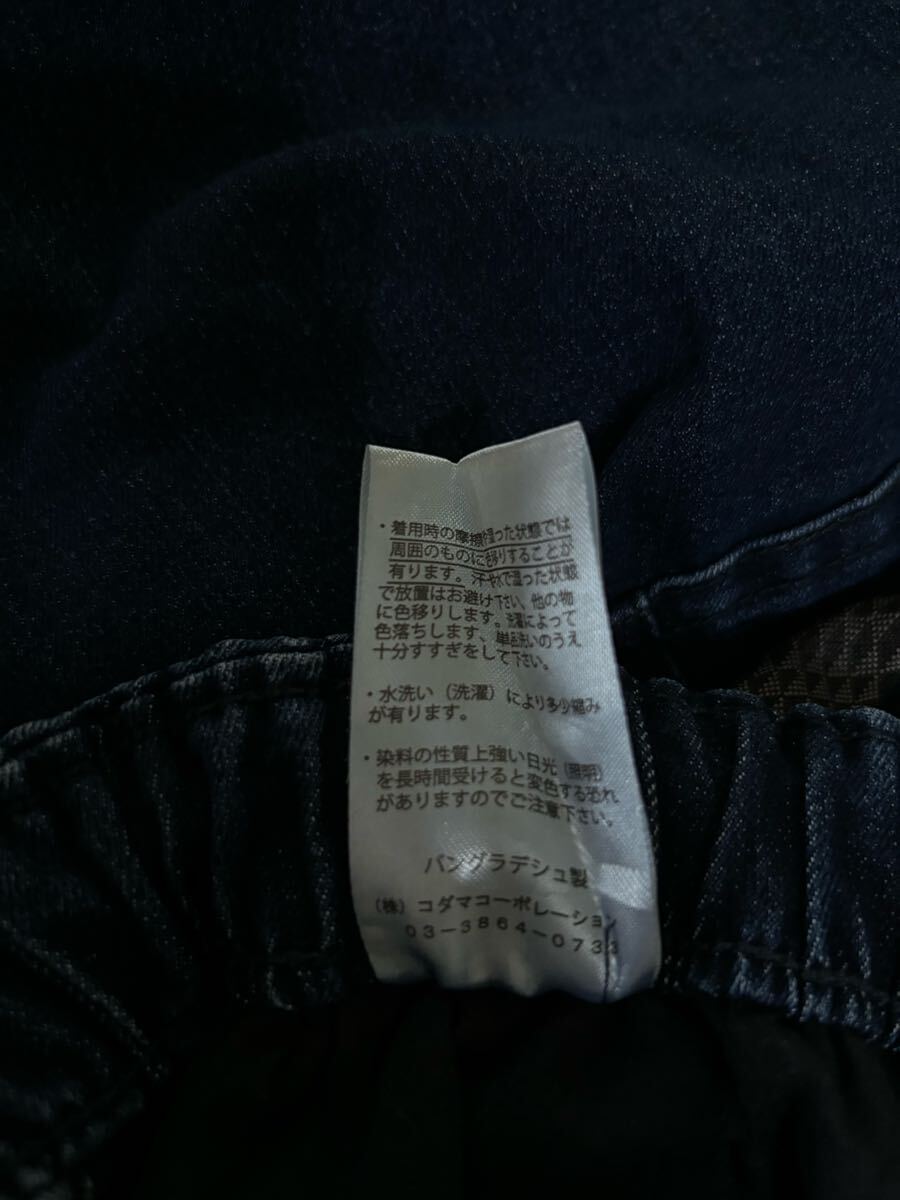 ・着用時の摩擦や湿った状態では
周囲のものに色移りすることが
有ります。汗や水で湿った状態
で放置はお避け下さい、他の物
に色移りします。洗濯によって
色落ちします、単品洗いのうえ
十分すすぎをして下さい。
・水洗い（洗濯）により多少縮み
が有ります。
・染料の性質上強い日光（照明）
を長時間受けると変色する恐れ
がありますのでご注意下さい。
バングラデシュ製
（株）コダマコーポレーション
03-3864-0733